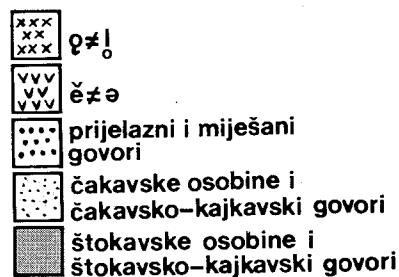 ǫ≠l̥
ě≠ə
prijelazni i miješani
govori
čakavske osobine i
čakavsko–kajkavski govori
štokavske osobine i
štokavsko–kajkavski govori